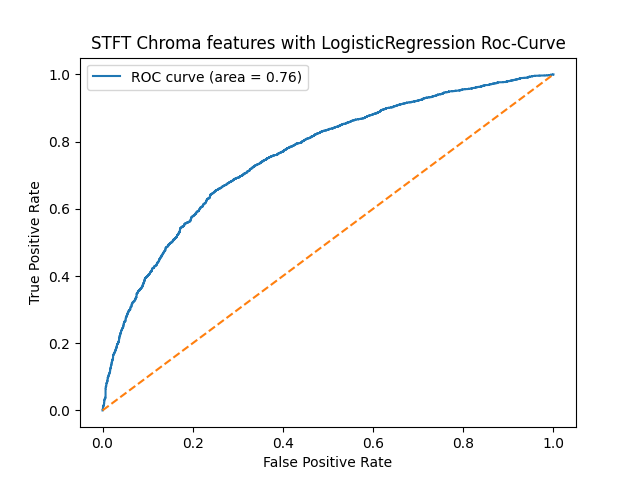 STFT Chroma features with LogisticRegression Roc-Curve
ROC curve (area = 0.76)
True Positive Rate
1.0
0.8
0.6
0.4
0.2
0.0
0.0 0.2 0.4 0.6 0.8 1.0
False Positive Rate